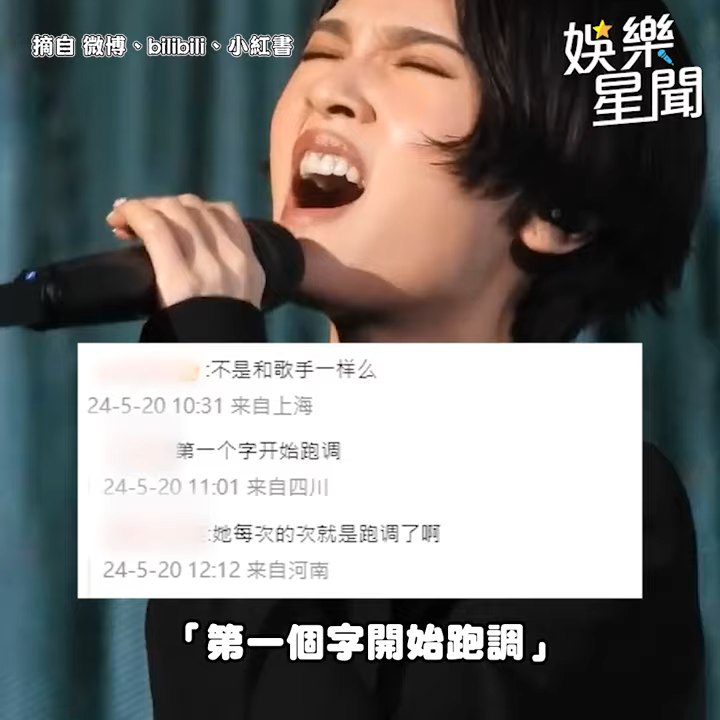 摘自 微博、bilibili、小紅書
娛樂
星聞
:不是和歌手一样么
24-5-20 10:31 来自上海
第一个字开始跑调
24-5-20 11:01 来自四川
:她每次的次就是跑调了啊
24-5-20 12:12 来自河南
「第一個字開始跑調」